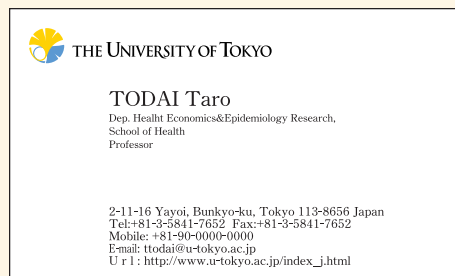 THE UNIVERSITY OF TOKYO
TODAI Taro
Dep. Healht Economics&Epidemiology Research,
School of Health
Professor
2-11-16 Yayoi, Bunkyo-ku, Tokyo 113-8656 Japan
Tel:+81-3-5841-7652 Fax:+81-3-5841-7652
Mobile: +81-90-0000-0000
E-mail: ttodai@u-tokyo.ac.jp
U r l : http://www.u-tokyo.ac.jp/index_j.html